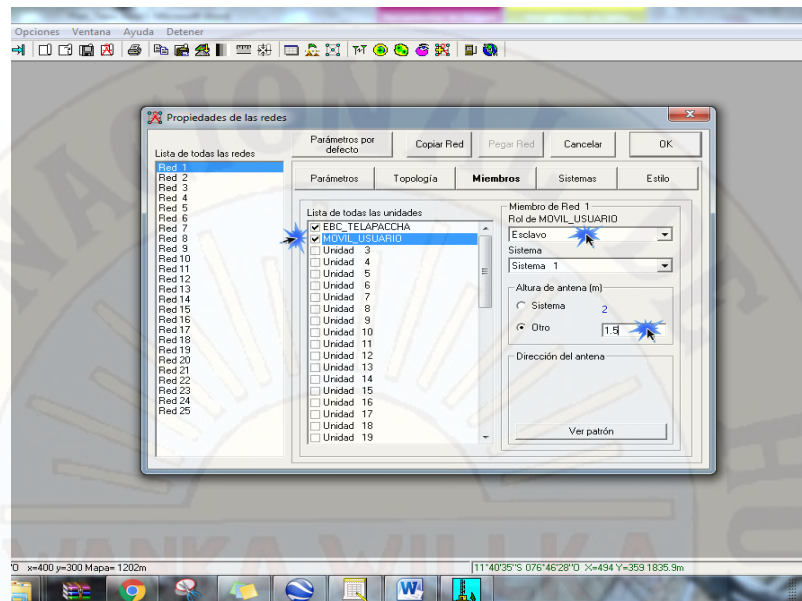 Opciones Ventana Ayuda Detener
Propiedades de las redes
Lista de todas las redes
Red 1
Red 2
Red 3
Red 4
Red 5
Red 6
Red 7
Red 8
Red 9
Red 10
Red 11
Red 12
Red 13
Red 14
Red 15
Red 16
Red 17
Red 18
Red 19
Red 20
Red 21
Red 22
Red 23
Red 24
Red 25
Parámetros por defecto
Copiar Red
Pegar Red
Cancelar
OK
Parámetros
Topología
Miembros
Sistemas
Estilo
Lista de todas las unidades
EBC_TELAPACCHA
MOVIL_USUARIO
Unidad 3
Unidad 4
Unidad 5
Unidad 6
Unidad 7
Unidad 8
Unidad 9
Unidad 10
Unidad 11
Unidad 12
Unidad 13
Unidad 14
Unidad 15
Unidad 16
Unidad 17
Unidad 18
Unidad 19
Miembro de Red 1
Rol de MOVIL_USUARIO
Esclavo
Sistema
Sistema 1
Altura de antena (m)
Sistema 2
Otro 1.5
Dirección del antena
Ver patrón
NACIONAL DE HU
WANKA WILLKA
"O x=400 y=300 Mapa= 1202m
11°40'35"S 076°46'28"O X=494 Y=359 1835.9m